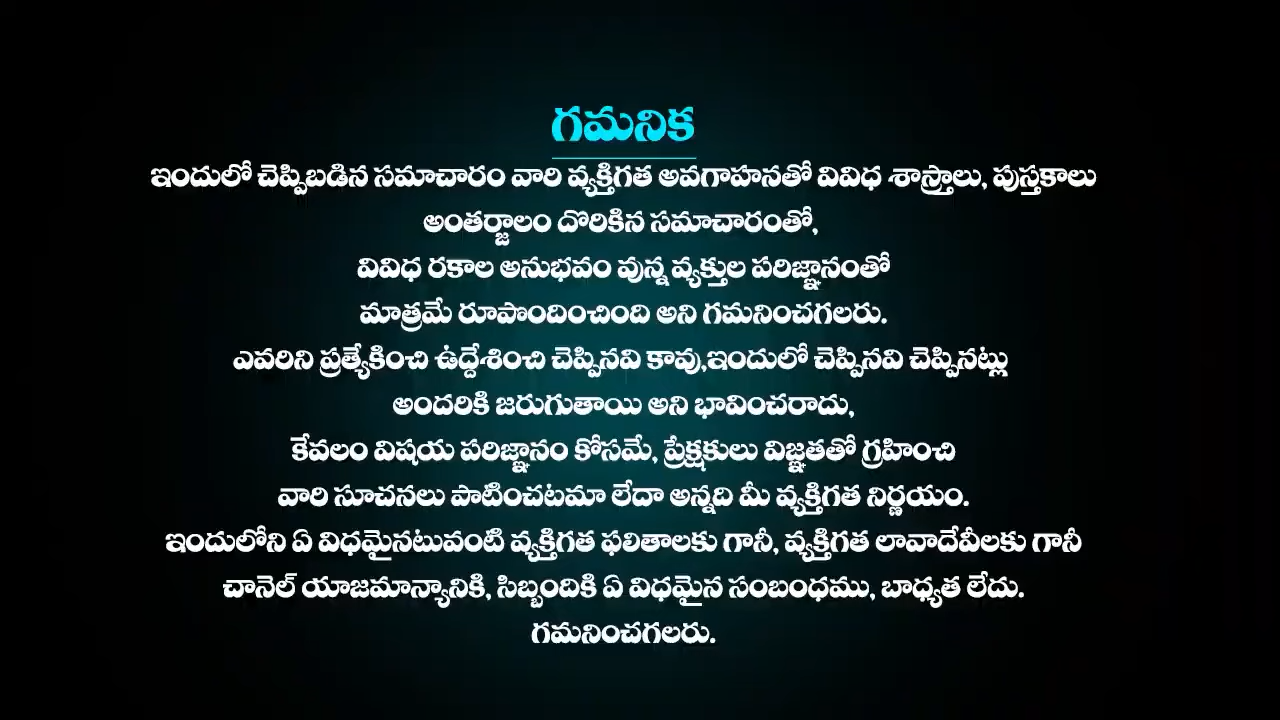 గమనిక
ఇందులో చెప్పిబడిన సమాచారం వారి వ్యక్తిగత అవగాహనతో వివిధ శాస్త్రాలు, పుస్తకాలు
అంతర్జాలం దొరికిన సమాచారంతో,
వివిధ రకాల అనుభవం వున్న వ్యక్తుల పరిజ్ఞానంతో
మాత్రమే రూపొందించింది అని గమనించగలరు.
ఎవరిని ప్రత్యేకించి ఉద్దేశించి చెప్పినవి కావు,ఇందులో చెప్పినవి చెప్పినట్లు
అందరికి జరుగుతాయి అని భావించరాదు,
కేవలం విషయ పరిజ్ఞానం కోసమే, ప్రేక్షకులు విజ్ఞతతో గ్రహించి
వారి సూచనలు పాటించటమా లేదా అన్నది మీ వ్యక్తిగత నిర్ణయం.
ఇందులోని ఏ విధమైనటువంటి వ్యక్తిగత ఫలితాలకు గానీ, వ్యక్తిగత లావాదేవీలకు గానీ
చానెల్ యాజమాన్యానికి, సిబ్బందికి ఏ విధమైన సంబంధము, బాధ్యత లేదు.
గమనించగలరు.